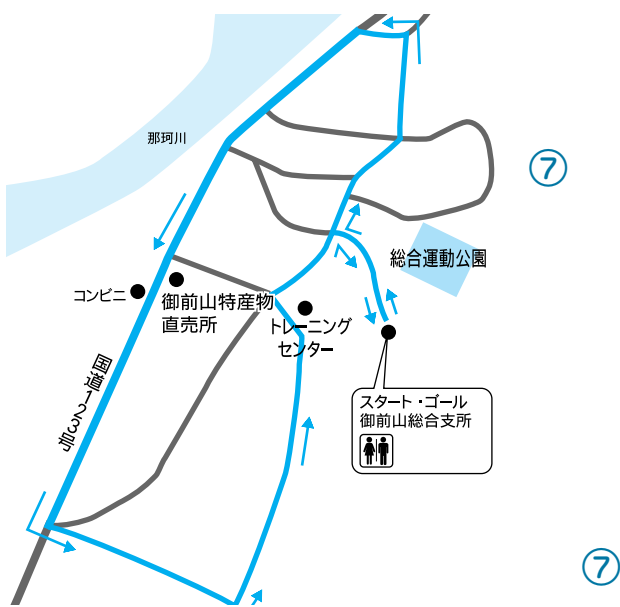 那珂川
⑦
総合運動公園
コンビニ
御前山特産物
直売所
トレーニング
センター
国道123号
スタート・ゴール
御前山総合支所
⑦